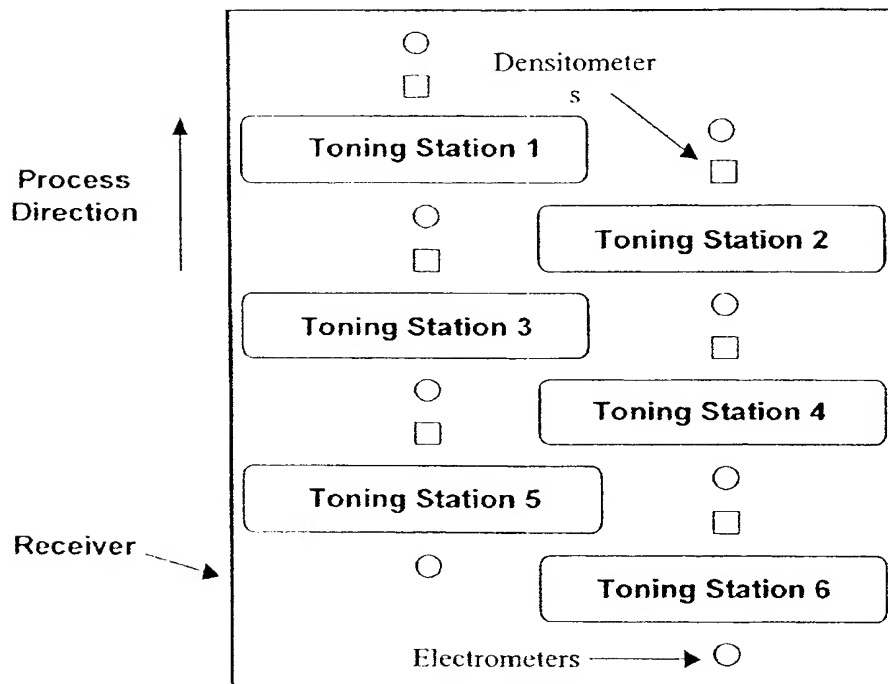 Densitometer
s
Toning Station 1
Process
Direction
Toning Station 2
Toning Station 3
Toning Station 4
Toning Station 5
Receiver
Toning Station 6
Electrometers